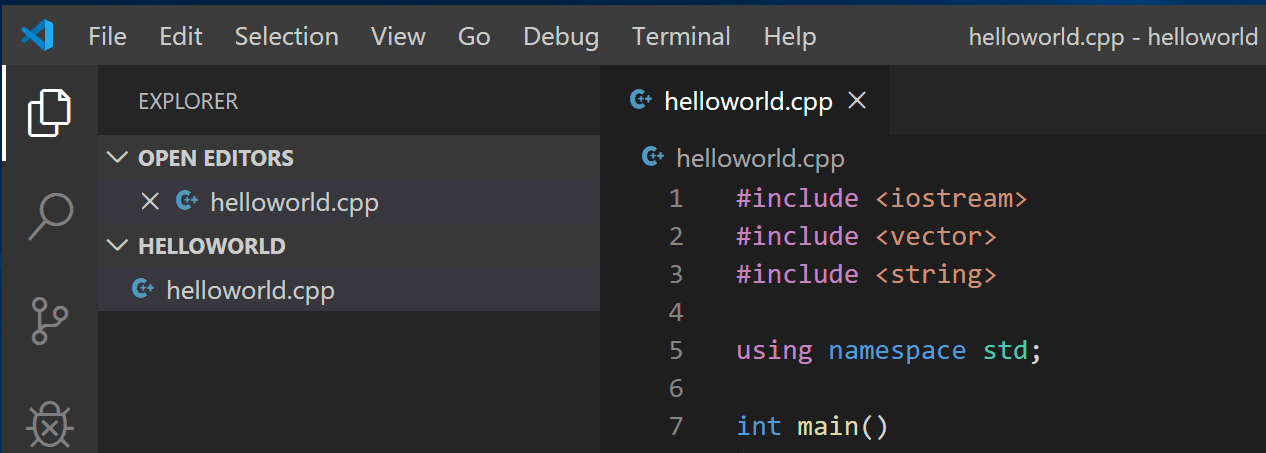 File Edit Selection View Go Debug Terminal Help helloworld.cpp - helloworld
EXPLORER
OPEN EDITORS
helloworld.cpp
HELLOWORLD
helloworld.cpp
helloworld.cpp
helloworld.cpp
1 #include <iostream>
2 #include <vector>
3 #include <string>
4
5 using namespace std;
6
7 int main()